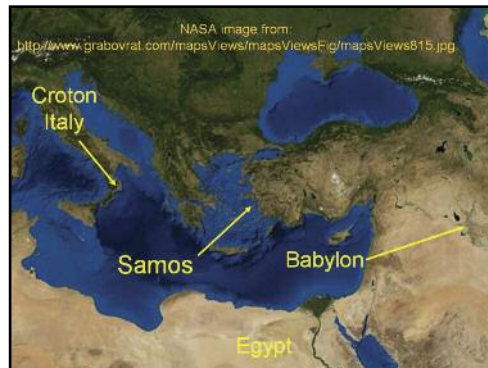 NASA image from:
http://www.grabovrat.com/mapsViews/mapsViewsFig/mapsViews815.jpg
Croton
Italy
Samos
Babylon
Egypt